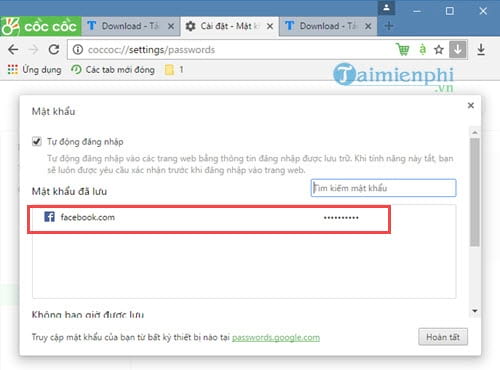 cốc cốc
Download - Tả
Cài đặt - Mật kh
Download - Tả
coccoc://settings/passwords
Ứng dụng
Các tab mới đóng
1
Taimienphi
.vn
Mật khẩu
Tự động đăng nhập
Tự động đăng nhập vào các trang web bằng thông tin đăng nhập được lưu trữ. Khi tính năng này tắt, bạn
sẽ luôn được yêu cầu xác nhận trước khi đăng nhập vào trang web.
Mật khẩu đã lưu
Tìm kiếm mật khẩu
facebook.com
••••••••••
Không bao giờ được lưu
Truy cập mật khẩu của bạn từ bất kỳ thiết bị nào tại passwords.google.com
Hoàn tất